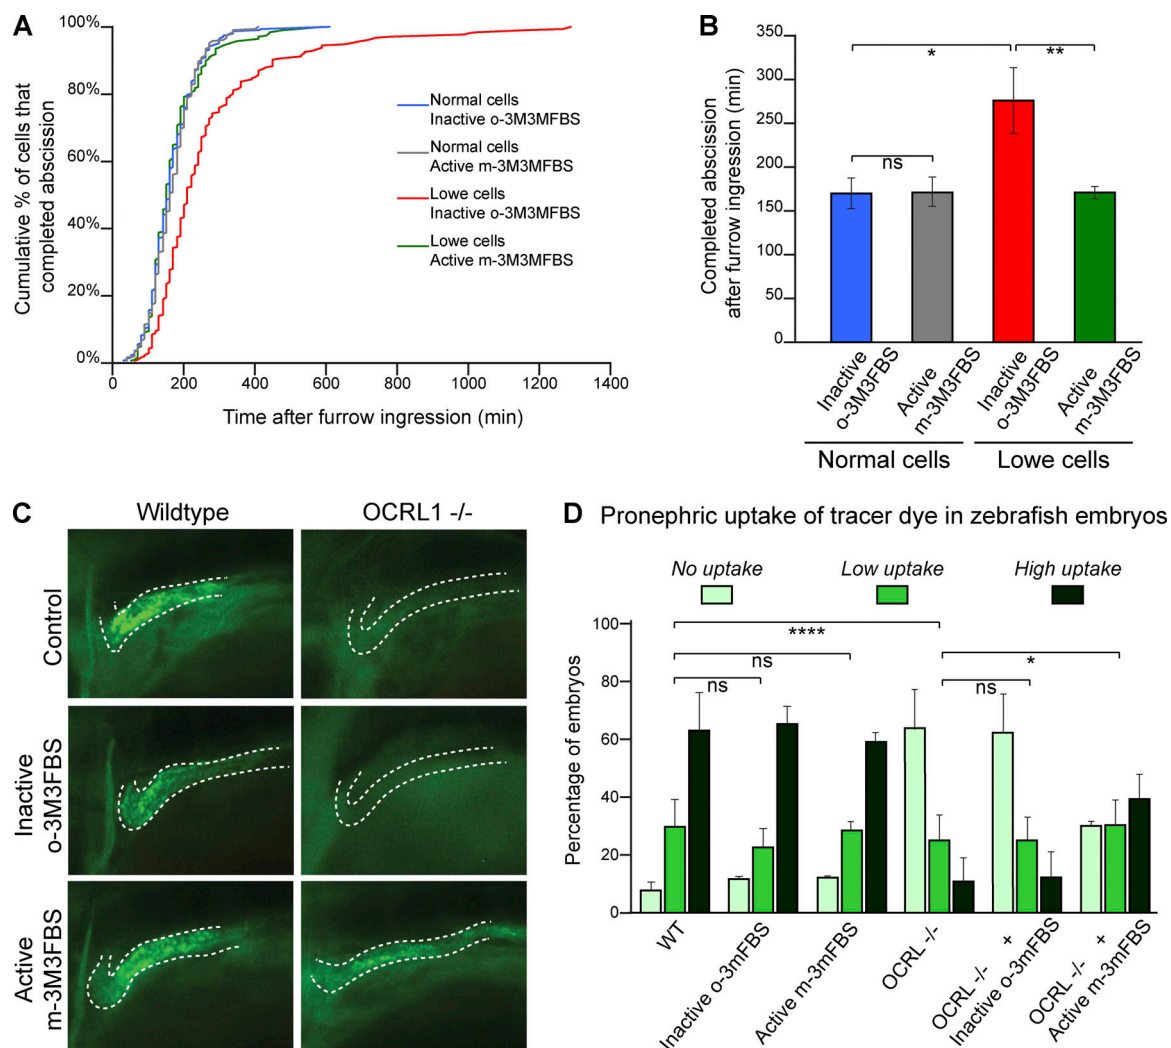 A
100%
80%
60%
40%
20%
0%
Cumulative % of cells that
completed abscission
0 200 400 600 800 1000 1200 1400
Time after furrow ingression (min)
Normal cells
Inactive o-3M3MFBS
Normal cells
Active m-3M3MFBS
Lowe cells
Inactive o-3M3MFBS
Lowe cells
Active m-3M3MFBS
B
Completed abscission
after furrow ingression (min)
350
300
250
200
150
100
50
0
*
**
ns
Inactive
o-3M3FBS
Active
m-3M3FBS
Inactive
o-3M3FBS
Active
m-3M3FBS
Normal cells
Lowe cells
C
Wildtype
OCRL1 -/-
Control
Inactive
o-3M3FBS
Active
m-3M3FBS
D Pronephric uptake of tracer dye in zebrafish embryos
No uptake
Low uptake
High uptake
Percentage of embryos
100
80
60
40
20
0
****
ns
ns
*
ns
WT
Inactive o-3mFBS
Active m-3mFBS
OCRL -/-
OCRL -/- +
Inactive o-3mFBS
OCRL -/- +
Active m-3mFBS